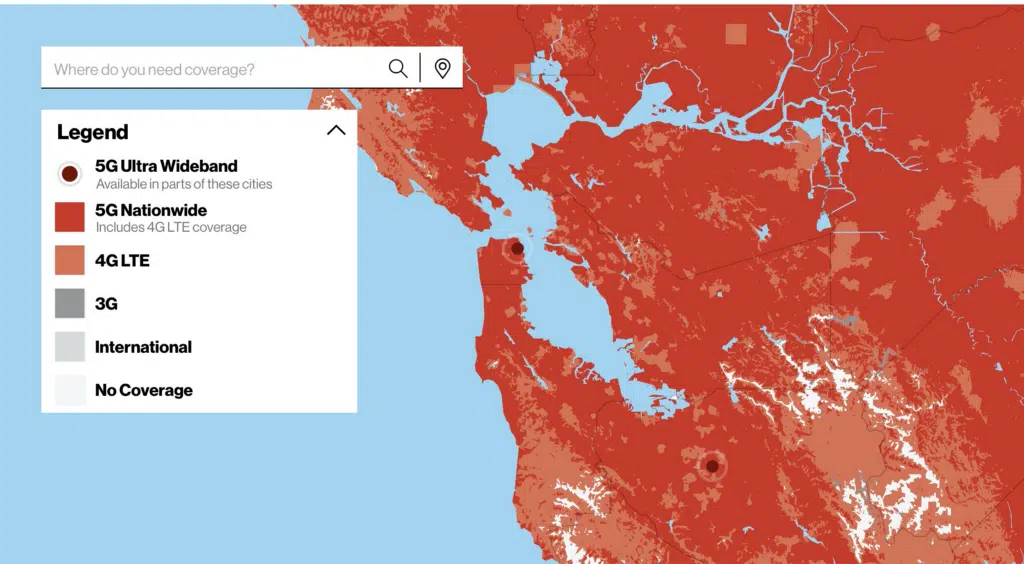 Where do you need coverage?
Legend
5G Ultra Wideband
Available in parts of these cities
5G Nationwide
Includes 4G LTE coverage
4G LTE
3G
International
No Coverage